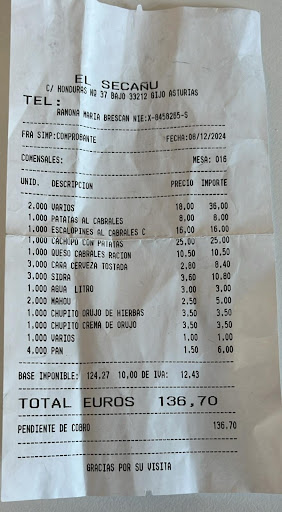 EL SECAÑU
C/ HONDURAS NQ 37 BAJO 33212 GIJO ASTURIAS
TEL:
RAMONA MARIA BRESCAN NIE:X-8458265-S
FRA SIMP:COMPROBANTE FECHA:08/12/2024
COMENSALES: MESA: 016
UNID. DESCRIPCION PRECIO IMPORTE
2.000 VARIOS 18,00 36,00
1.000 PATATAS AL CABRALES 8,00 8,00
1.000 ESCALOPINES AL CABRALES C 16,00 16,00
1.000 CACHOPO CON PATATAS 25,00 25,00
1.000 QUESO CABRALES RACION 10,50 10,50
3.000 CAÑA CERVEZA TOSTADA 2,80 8,40
3.000 SIDRA 3,60 10,80
1.000 AGUA LITRO 3,00 3,00
2.000 MAHOU 2,50 5,00
1.000 CHUPITO ORUJO DE HIERBAS 3,50 3,50
1.000 CHUPITO CREMA DE ORUJO 3,50 3,50
1.000 VARIOS 1,00 1,00
4.000 PAN 1,50 6,00
BASE IMPONIBLE: 124.27 10,00 DE IVA: 12,43
TOTAL EUROS 136,70
PENDIENTE DE COBRO 136.70
GRACIAS POR SU VISITA